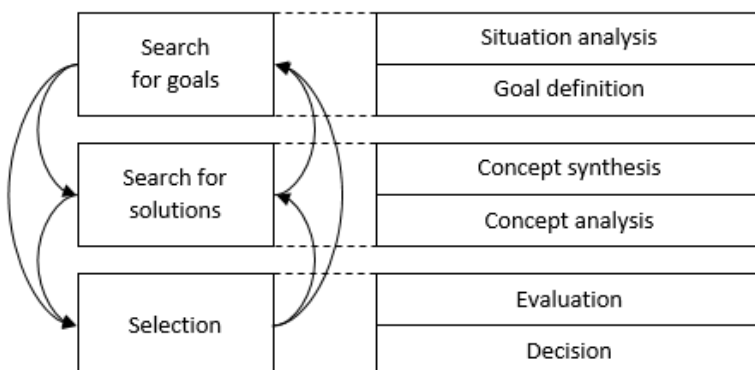 Search
for goals
Situation analysis
Goal definition
Search for
solutions
Concept synthesis
Concept analysis
Selection
Evaluation
Decision